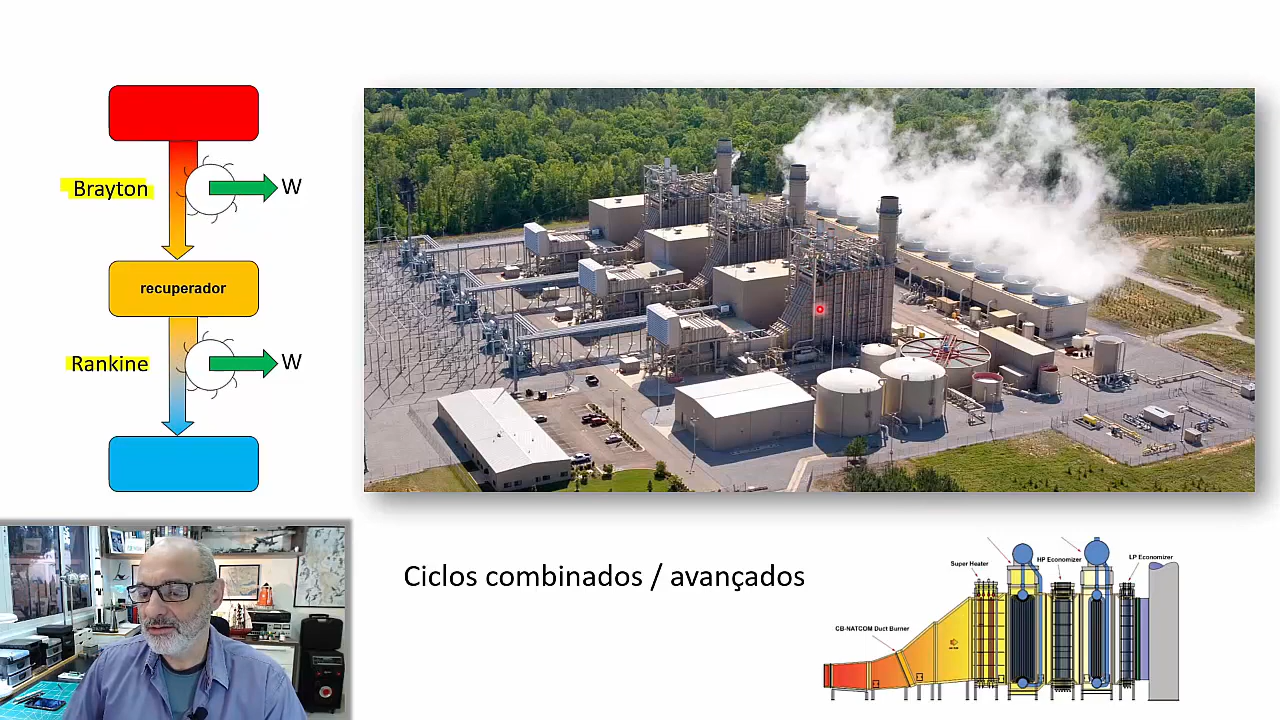 Brayton
W
recuperador
Rankine
W
Ciclos combinados / avançados
Super Heater
HP Economizer
LP Economizer
CB-NATCOM Duct Burner